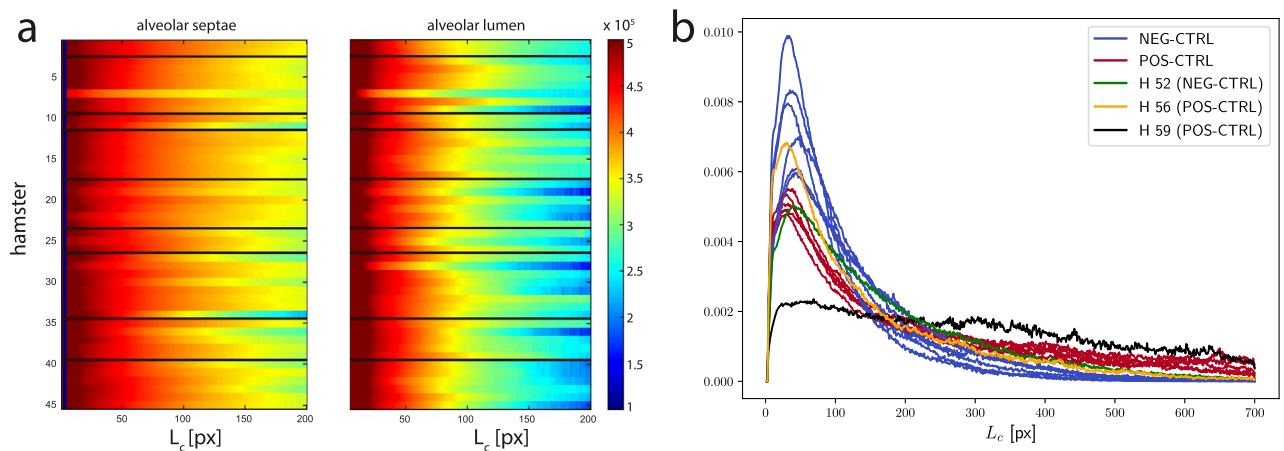 a
alveolar septae
alveolar lumen
x 10⁵
b
hamster
5
10
15
20
25
30
35
40
45
50
100
150
200
L_c [px]
50
100
150
200
L_c [px]
5
4.5
4
3.5
3
2.5
2
1.5
1
0.010
0.008
0.006
0.004
0.002
0.000
0
100
200
300
400
500
600
700
L_c [px]
NEG-CTRL
POS-CTRL
H 52 (NEG-CTRL)
H 56 (POS-CTRL)
H 59 (POS-CTRL)